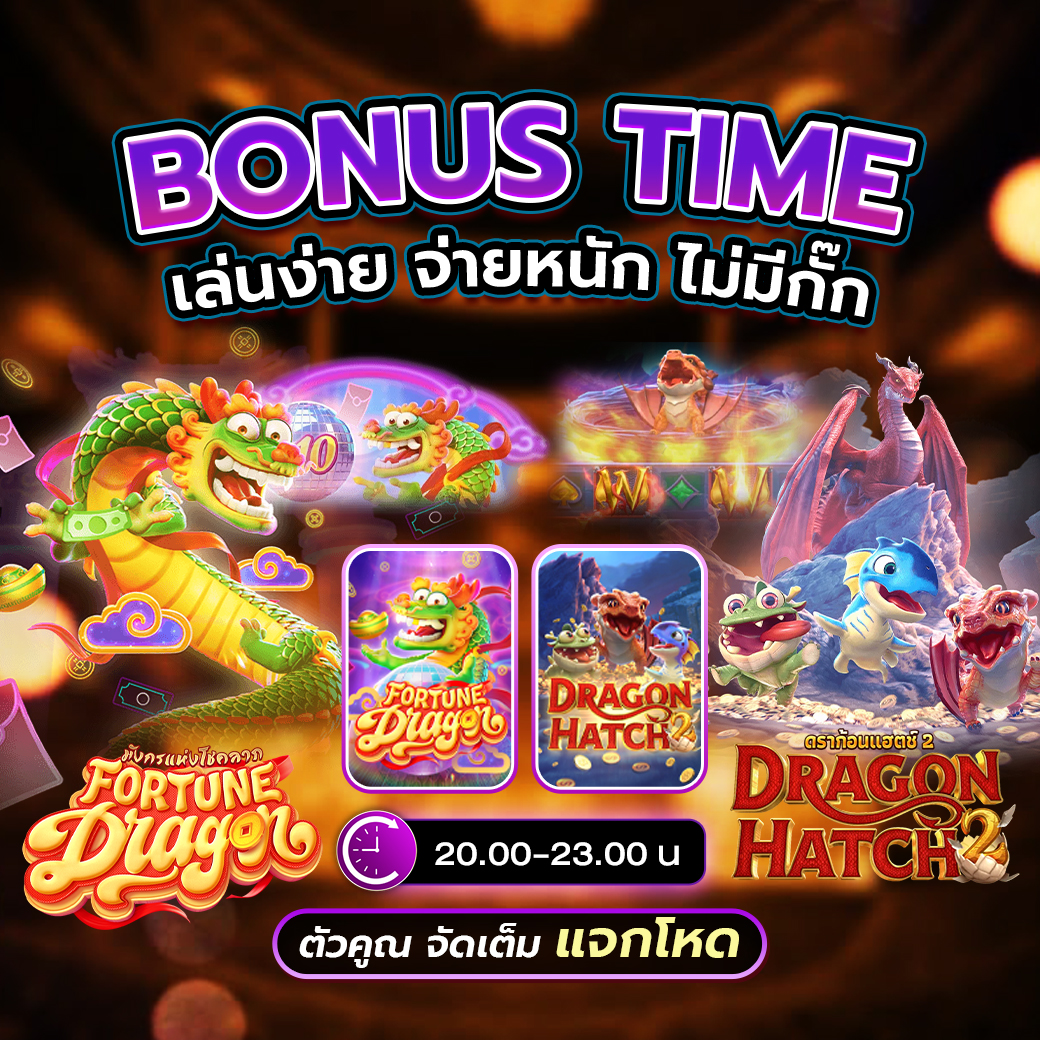 BONUS TIME
เล่นง่าย จ่ายหนัก ไม่มีกั๊ก
10
FORTUNE
Dragon
DRAGON
HATCH 2
มังกรแห่งโชคลาภ
FORTUNE
Dragon
ดราก้อนแฮตช์ 2
DRAGON
HATCH 2
20.00-23.00 น
ตัวคูณ จัดเต็ม แจกโหด